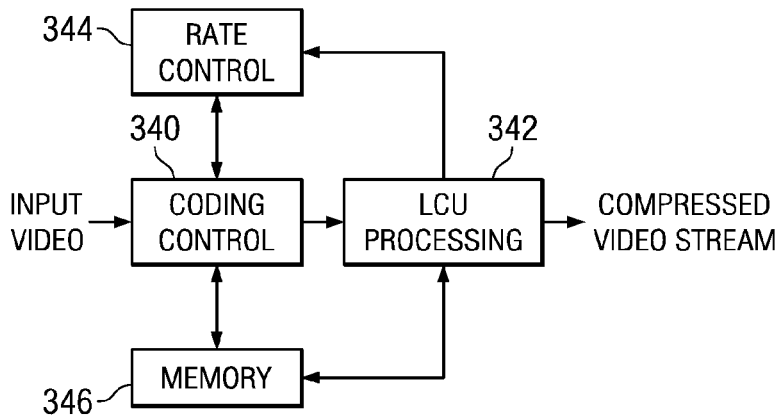 344
RATE
CONTROL
340
342
INPUT
VIDEO
CODING
CONTROL
LCU
PROCESSING
COMPRESSED
VIDEO STREAM
MEMORY
346